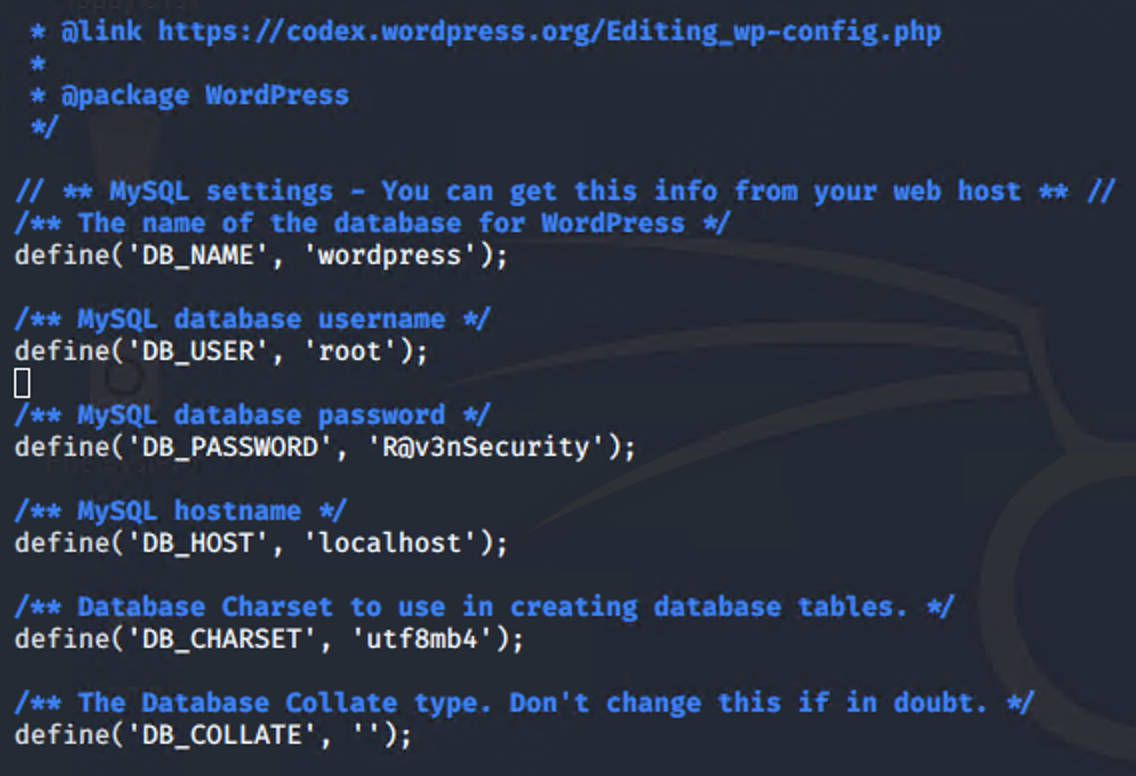 * @link https://codex.wordpress.org/Editing_wp-config.php
*
* @package WordPress
*/
// ** MySQL settings - You can get this info from your web host ** //
/** The name of the database for WordPress */
define('DB_NAME', 'wordpress');
/** MySQL database username */
define('DB_USER', 'root');
/** MySQL database password */
define('DB_PASSWORD', 'R@v3nSecurity');
/** MySQL hostname */
define('DB_HOST', 'localhost');
/** Database Charset to use in creating database tables. */
define('DB_CHARSET', 'utf8mb4');
/** The Database Collate type. Don't change this if in doubt. */
define('DB_COLLATE', '');